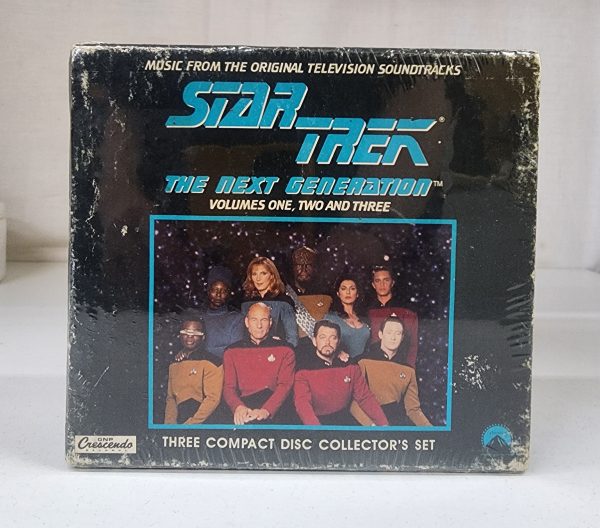 MUSIC FROM THE ORIGINAL TELEVISION SOUNDTRACKS
STAR TREK®
THE NEXT GENERATION™
VOLUMES ONE, TWO AND THREE
THREE COMPACT DISC COLLECTOR'S SET
GNP
Crescendo
RECORDS